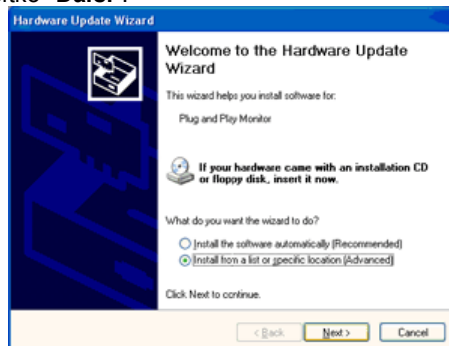 Hardware Update Wizard
Welcome to the Hardware Update
Wizard
This wizard helps you install software for:
Plug and Play Monitor
If your hardware came with an installation CD
or floppy disk, insert it now.
What do you want the wizard to do?
Install the software automatically (Recommended)
Install from a list or specific location (Advanced)
Click Next to continue.
< Back Next > Cancel